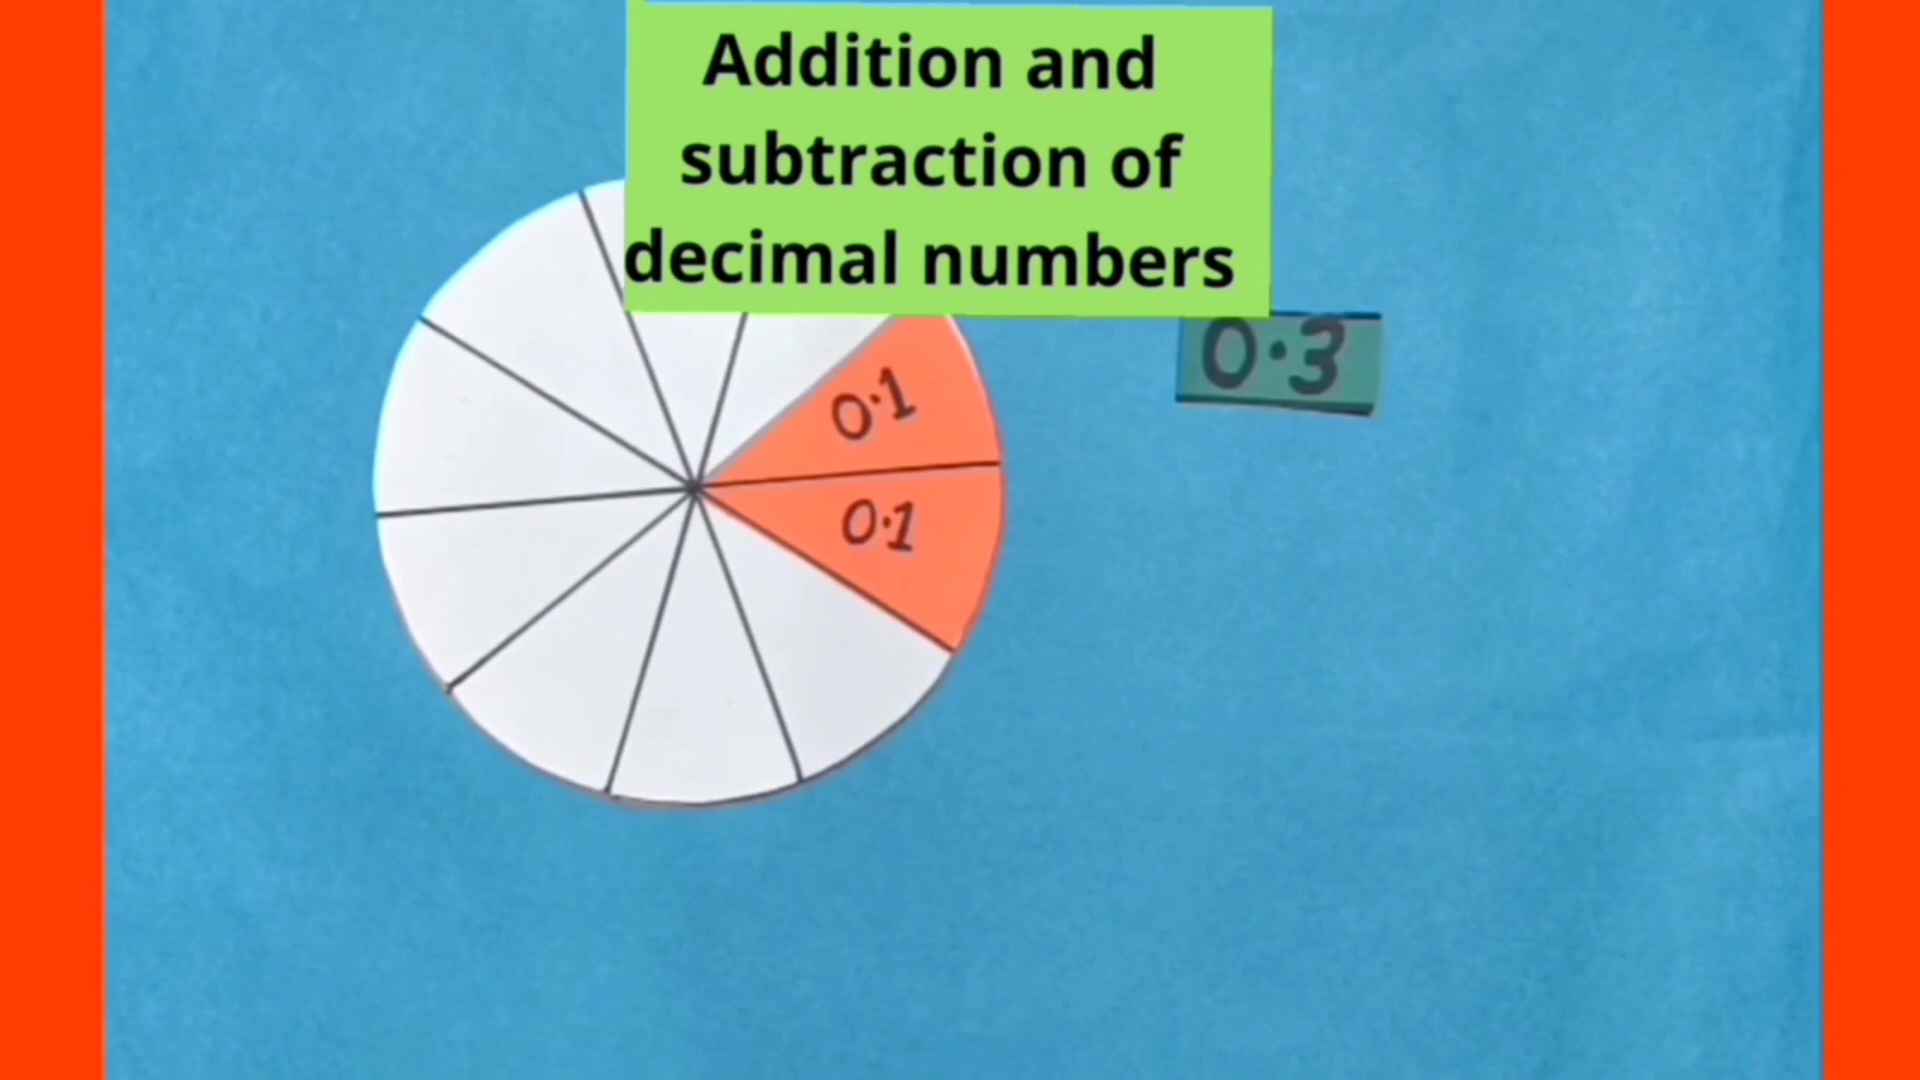 Addition and
subtraction of
decimal numbers
0·3
0·1
0·1